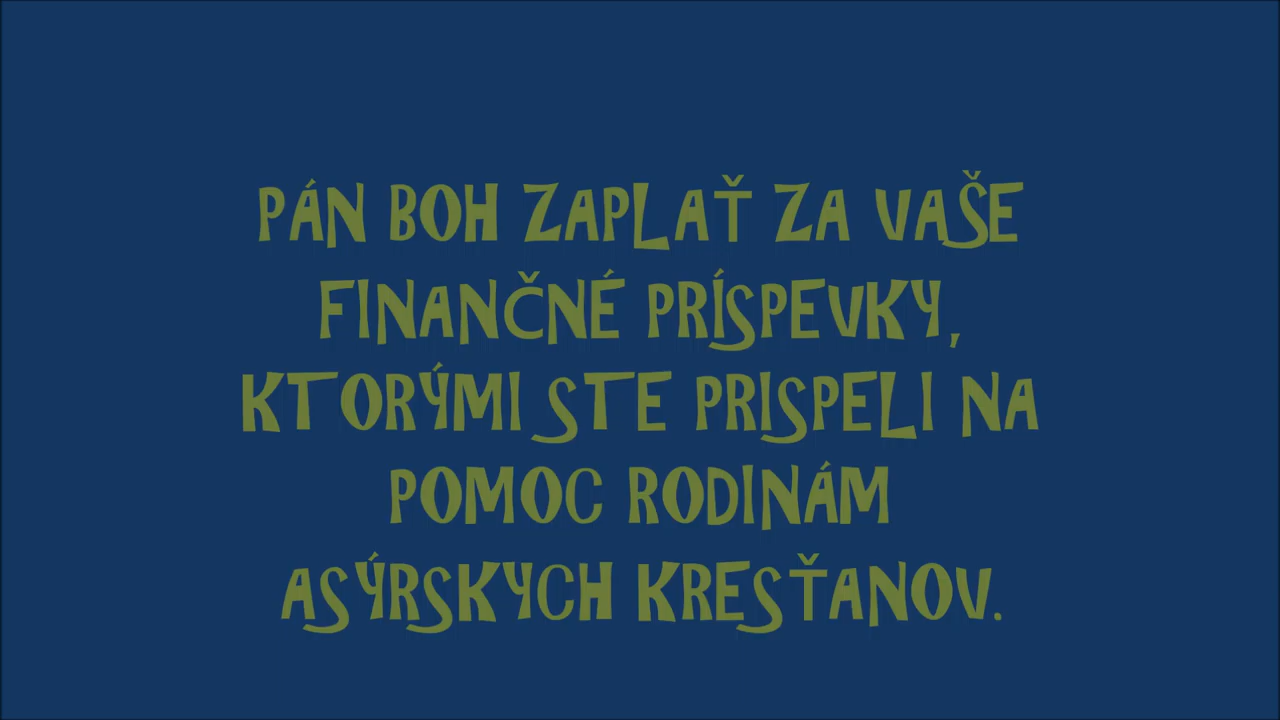 PÁN BOH ZAPLAŤ ZA VAŠE
FINANČNÉ PRÍSPEVKY,
KTORÝMI STE PRISPELI NA
POMOC RODINÁM
ASÝRSKYCH KRESŤANOV.